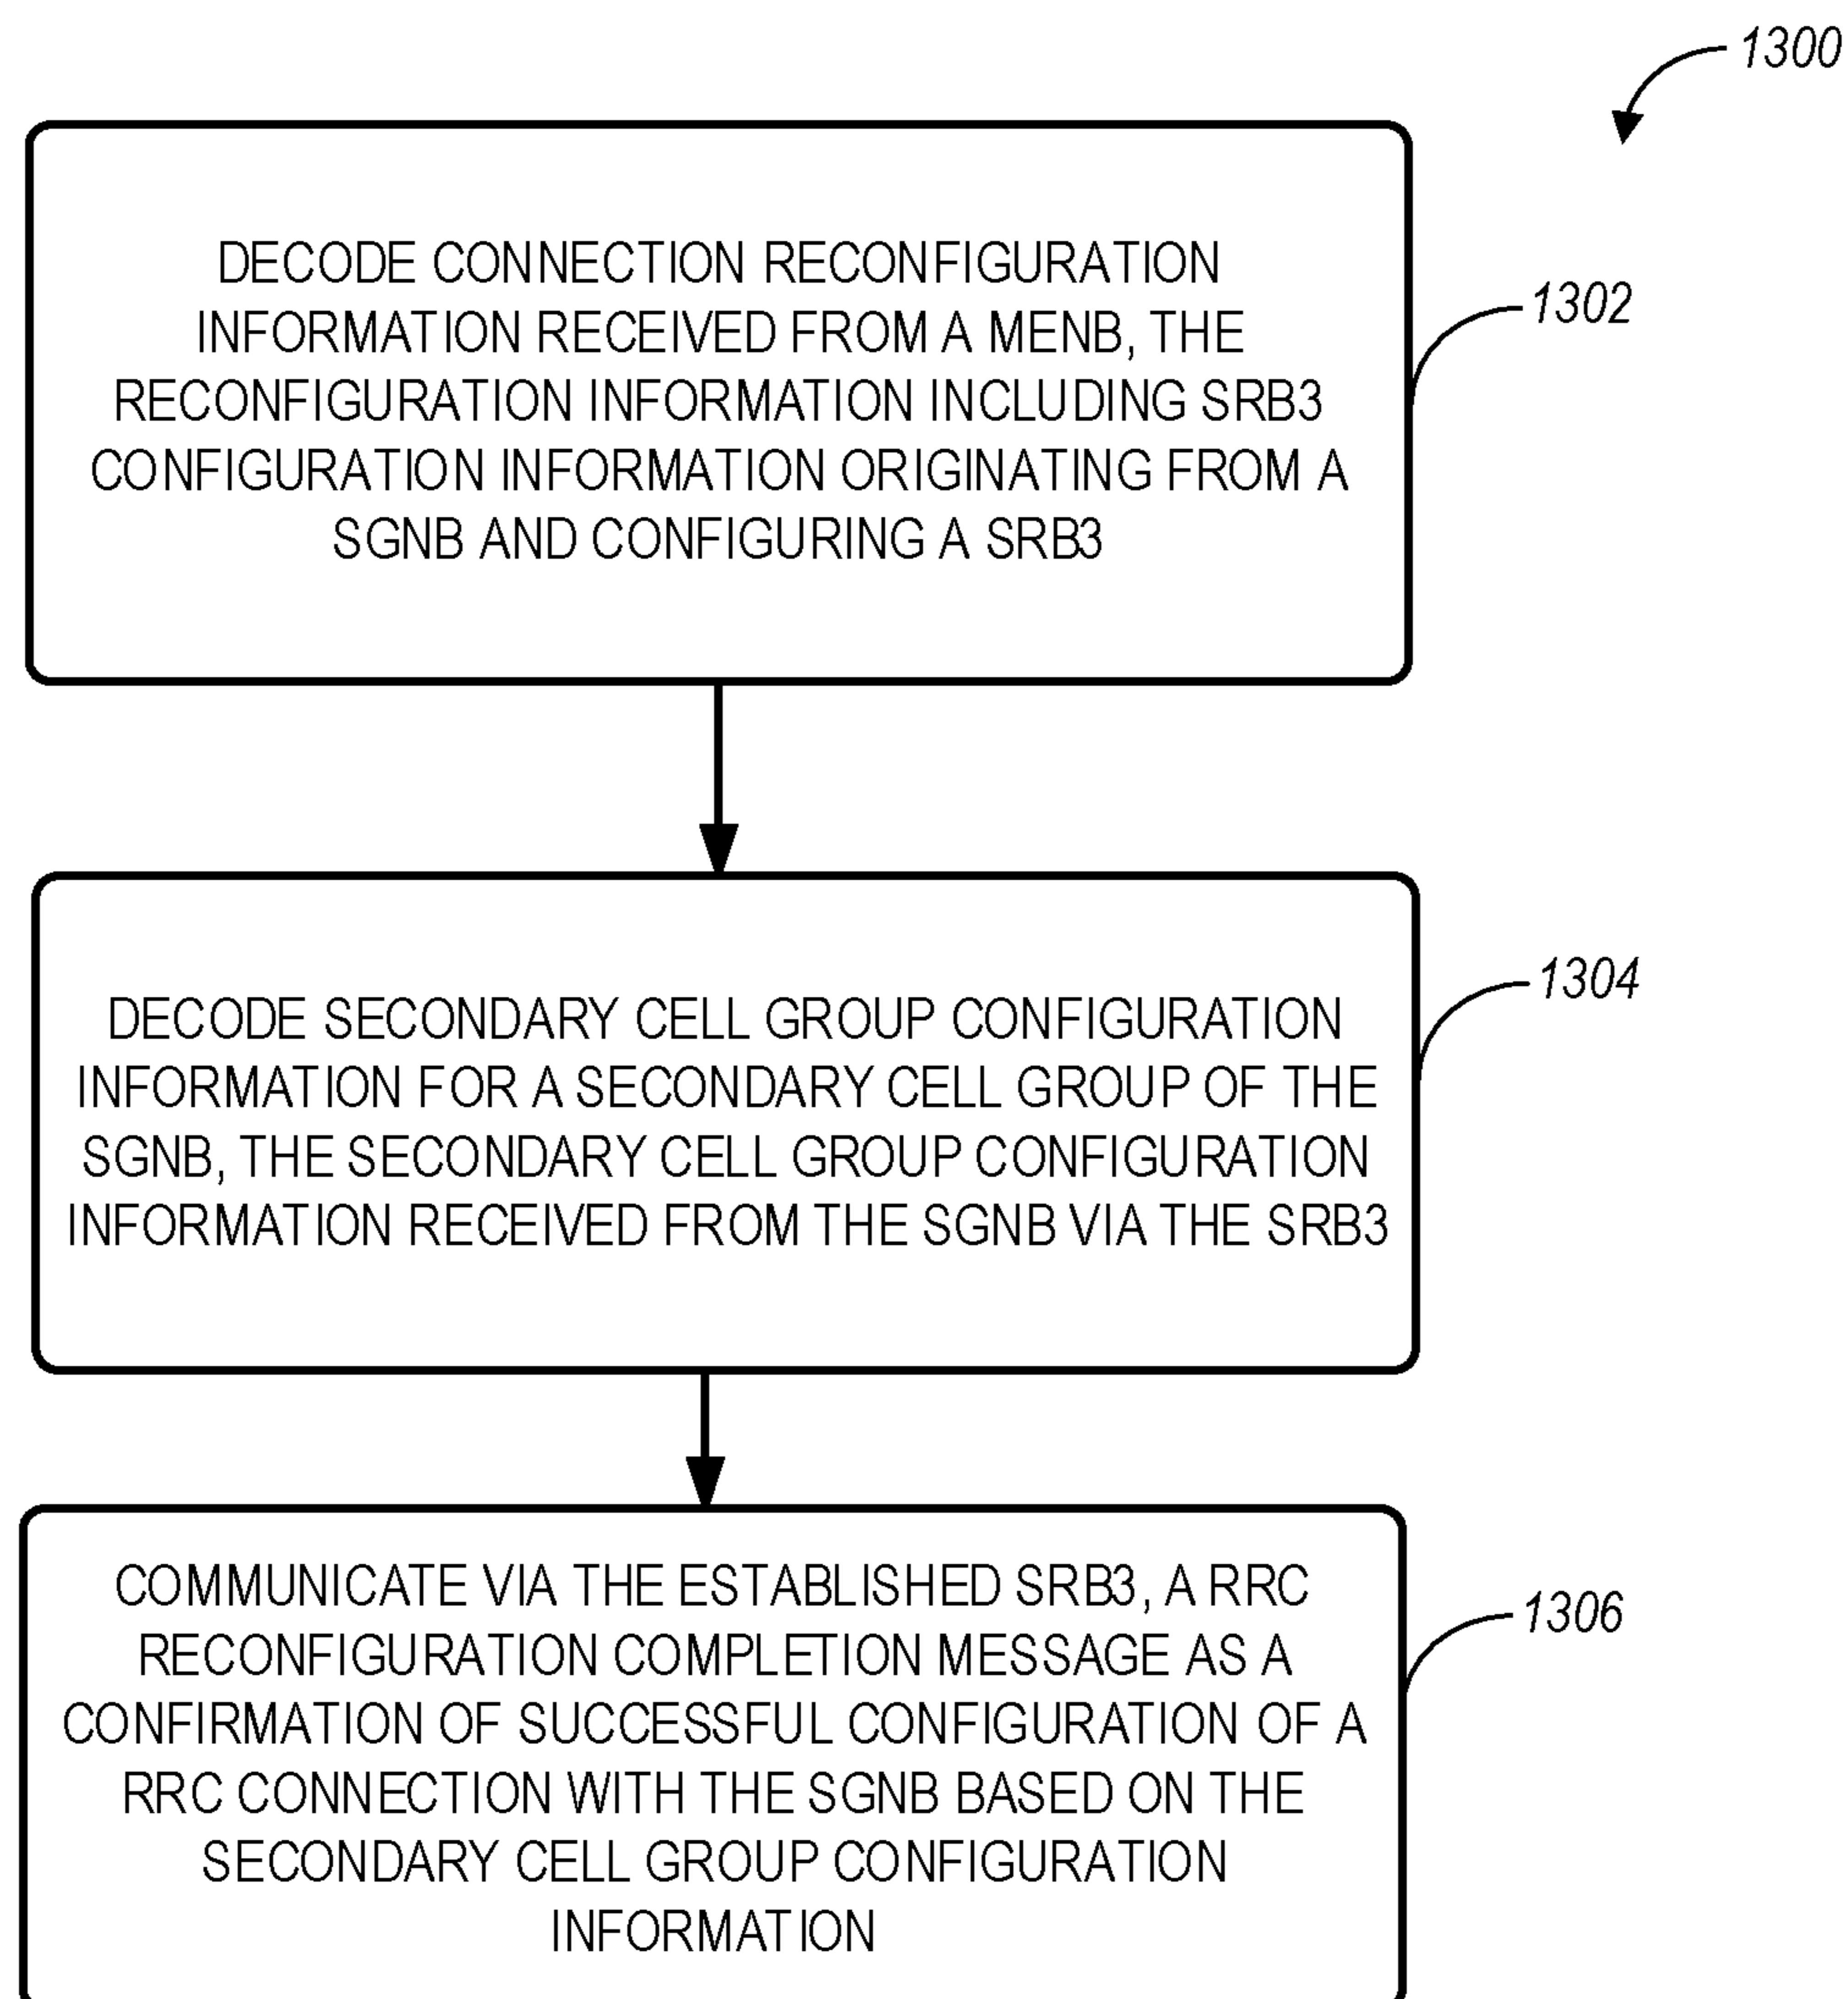 1300
DECODE CONNECTION RECONFIGURATION
INFORMATION RECEIVED FROM A MENB, THE
RECONFIGURATION INFORMATION INCLUDING SRB3
CONFIGURATION INFORMATION ORIGINATING FROM A
SGNB AND CONFIGURING A SRB3
1302
DECODE SECONDARY CELL GROUP CONFIGURATION
INFORMATION FOR A SECONDARY CELL GROUP OF THE
SGNB, THE SECONDARY CELL GROUP CONFIGURATION
INFORMATION RECEIVED FROM THE SGNB VIA THE SRB3
1304
COMMUNICATE VIA THE ESTABLISHED SRB3, A RRC
RECONFIGURATION COMPLETION MESSAGE AS A
CONFIRMATION OF SUCCESSFUL CONFIGURATION OF A
RRC CONNECTION WITH THE SGNB BASED ON THE
SECONDARY CELL GROUP CONFIGURATION
INFORMATION
1306